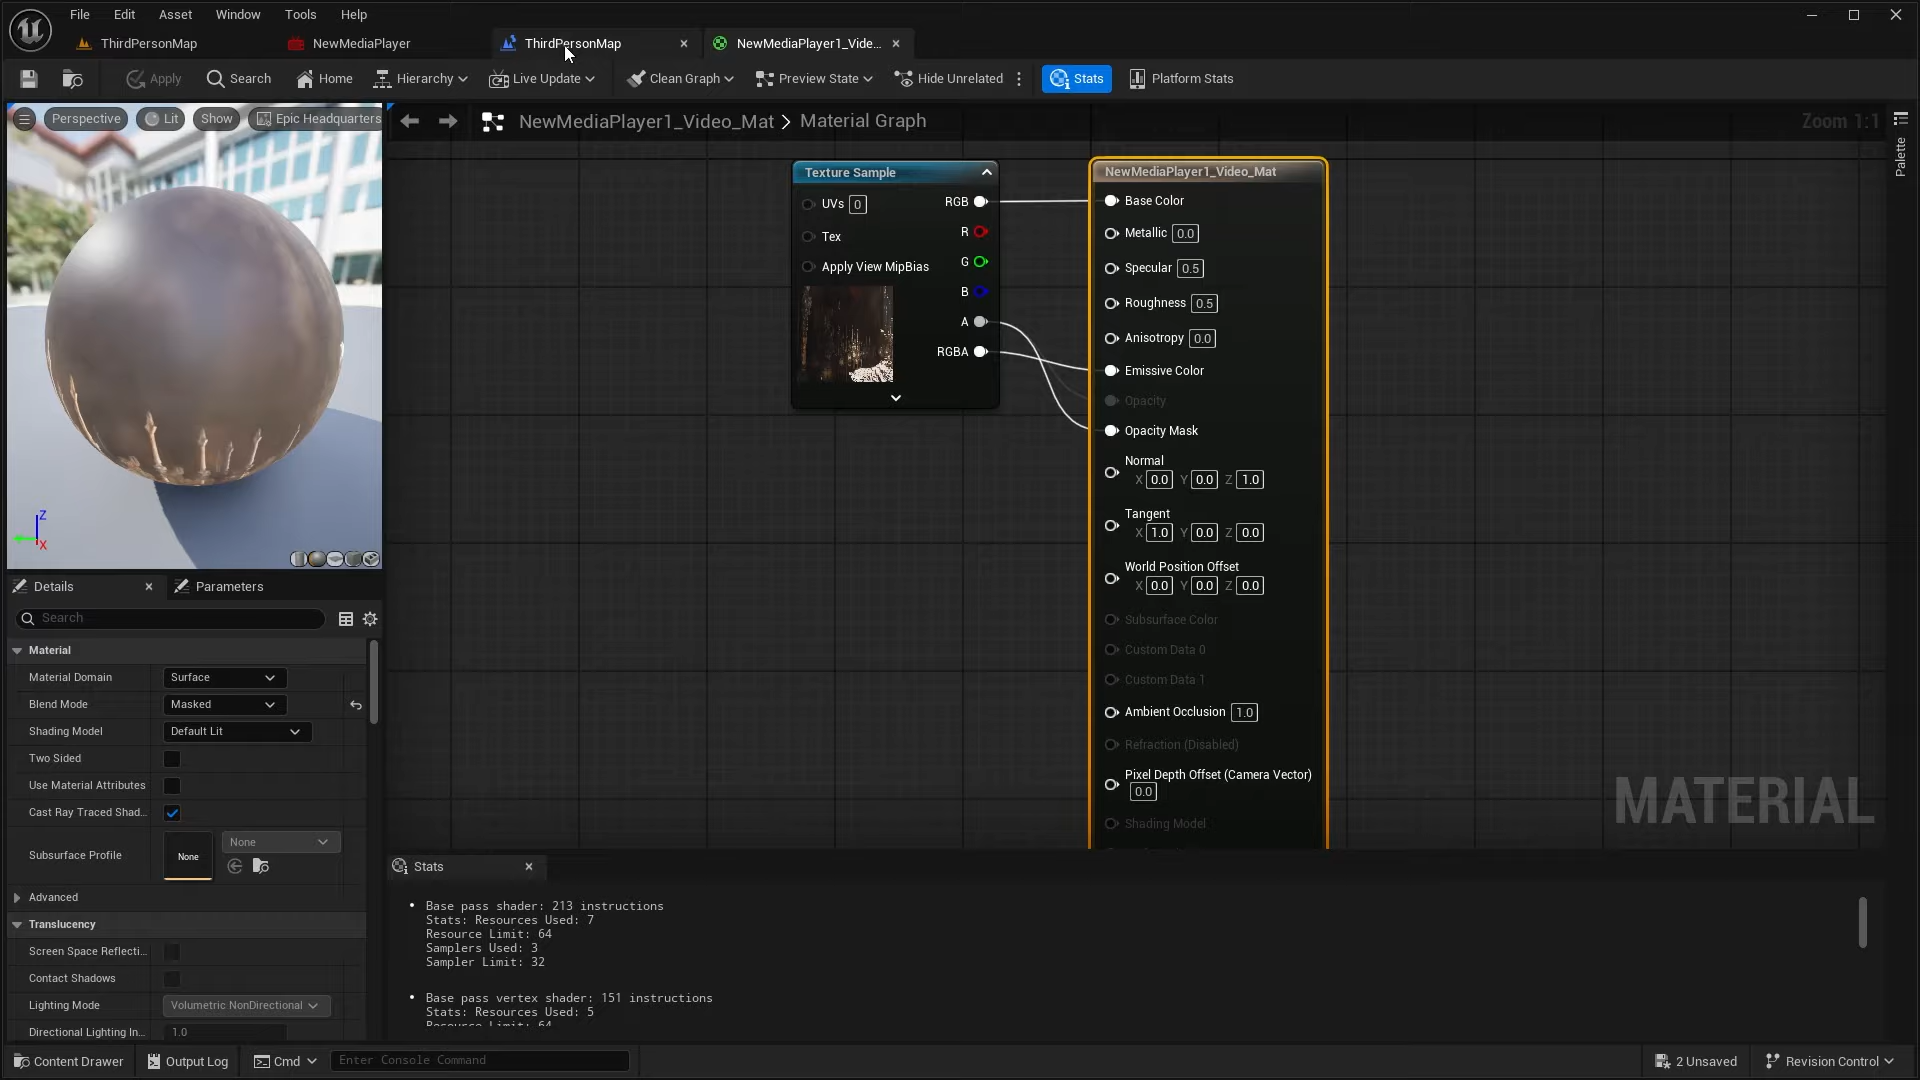 File Edit Asset Window Tools Help
ThirdPersonMap NewMediaPlayer ThirdPersonMap NewMediaPlayer1_Vide...
Apply Search Home Hierarchy Live Update Clean Graph Preview State Hide Unrelated Stats Platform Stats
Perspective Lit Show Epic Headquarters
NewMediaPlayer1_Video_Mat > Material Graph
Zoom 1:1
Palette
Texture Sample
UVs 0 RGB
R
Tex
G
Apply View MipBias
B
A
RGBA
NewMediaPlayer1_Video_Mat
Base Color
Metallic 0.0
Specular 0.5
Roughness 0.5
Anisotropy 0.0
Emissive Color
Opacity
Opacity Mask
Normal
X 0.0 Y 0.0 Z 1.0
Tangent
X 1.0 Y 0.0 Z 0.0
World Position Offset
X 0.0 Y 0.0 Z 0.0
Subsurface Color
Custom Data 0
Custom Data 1
Ambient Occlusion 1.0
Refraction (Disabled)
Pixel Depth Offset (Camera Vector)
0.0
Shading Model
MATERIAL
Z
X
Details Parameters
Search
Material
Material Domain Surface
Blend Mode Masked
Shading Model Default Lit
Two Sided
Use Material Attributes
Cast Ray Traced Shad...
Subsurface Profile None None
Advanced
Translucency
Screen Space Reflecti...
Contact Shadows
Lighting Mode Volumetric NonDirectional
Directional Lighting In... 1.0
Stats
• Base pass shader: 213 instructions
Stats: Resources Used: 7
Resource Limit: 64
Samplers Used: 3
Sampler Limit: 32
• Base pass vertex shader: 151 instructions
Stats: Resources Used: 5
Resource Limit: 64
Content Drawer Output Log Cmd Enter Console Command 2 Unsaved Revision Control